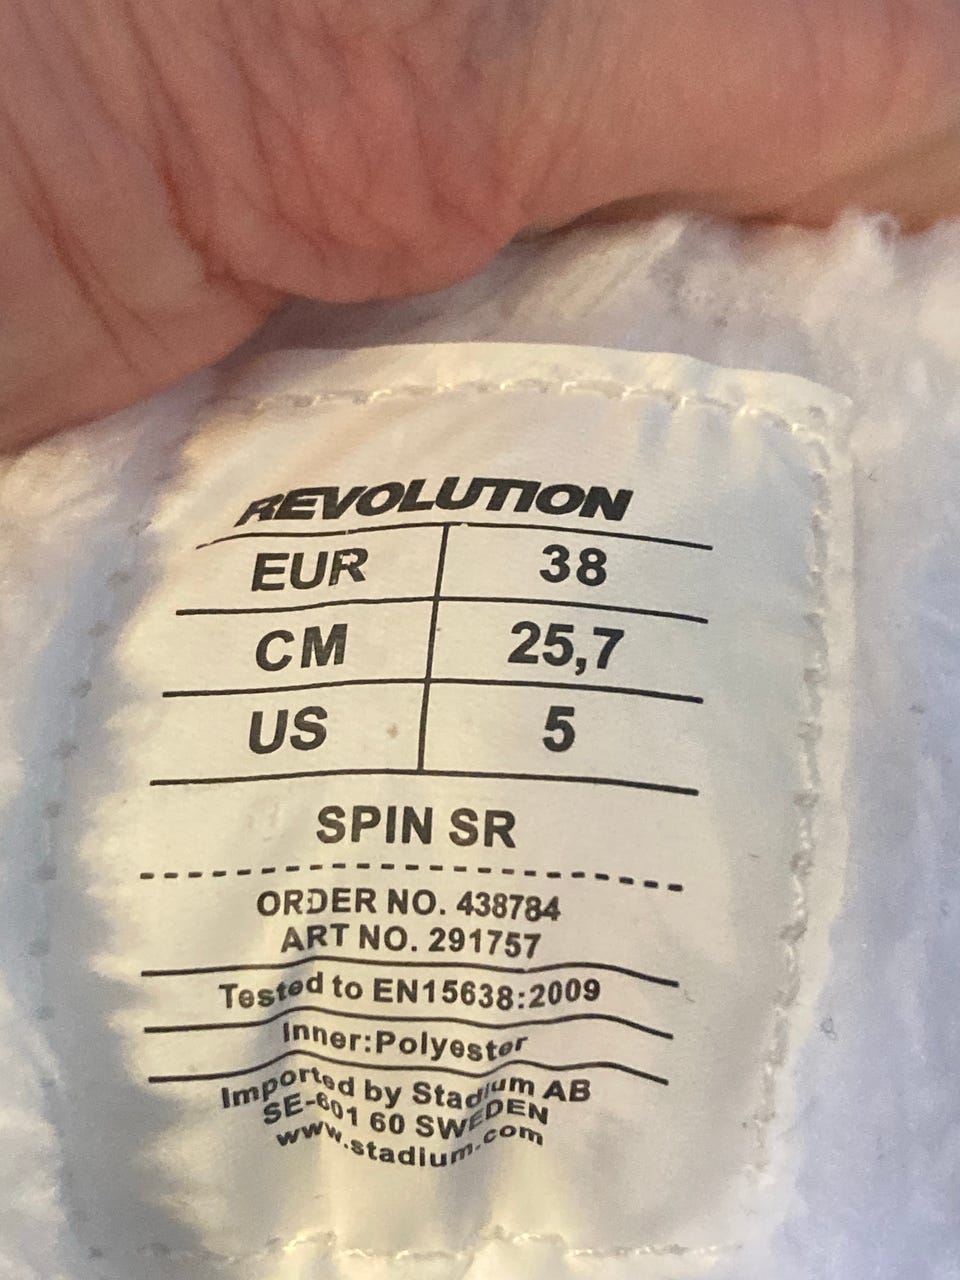 REVOLUTION
EUR 38
CM 25,7
US 5
SPIN SR
ORDER NO. 438784
ART NO. 291757
Tested to EN15638:2009
Inner:Polyester
Imported by Stadium AB
SE-601 60 SWEDEN
www.stadium.com